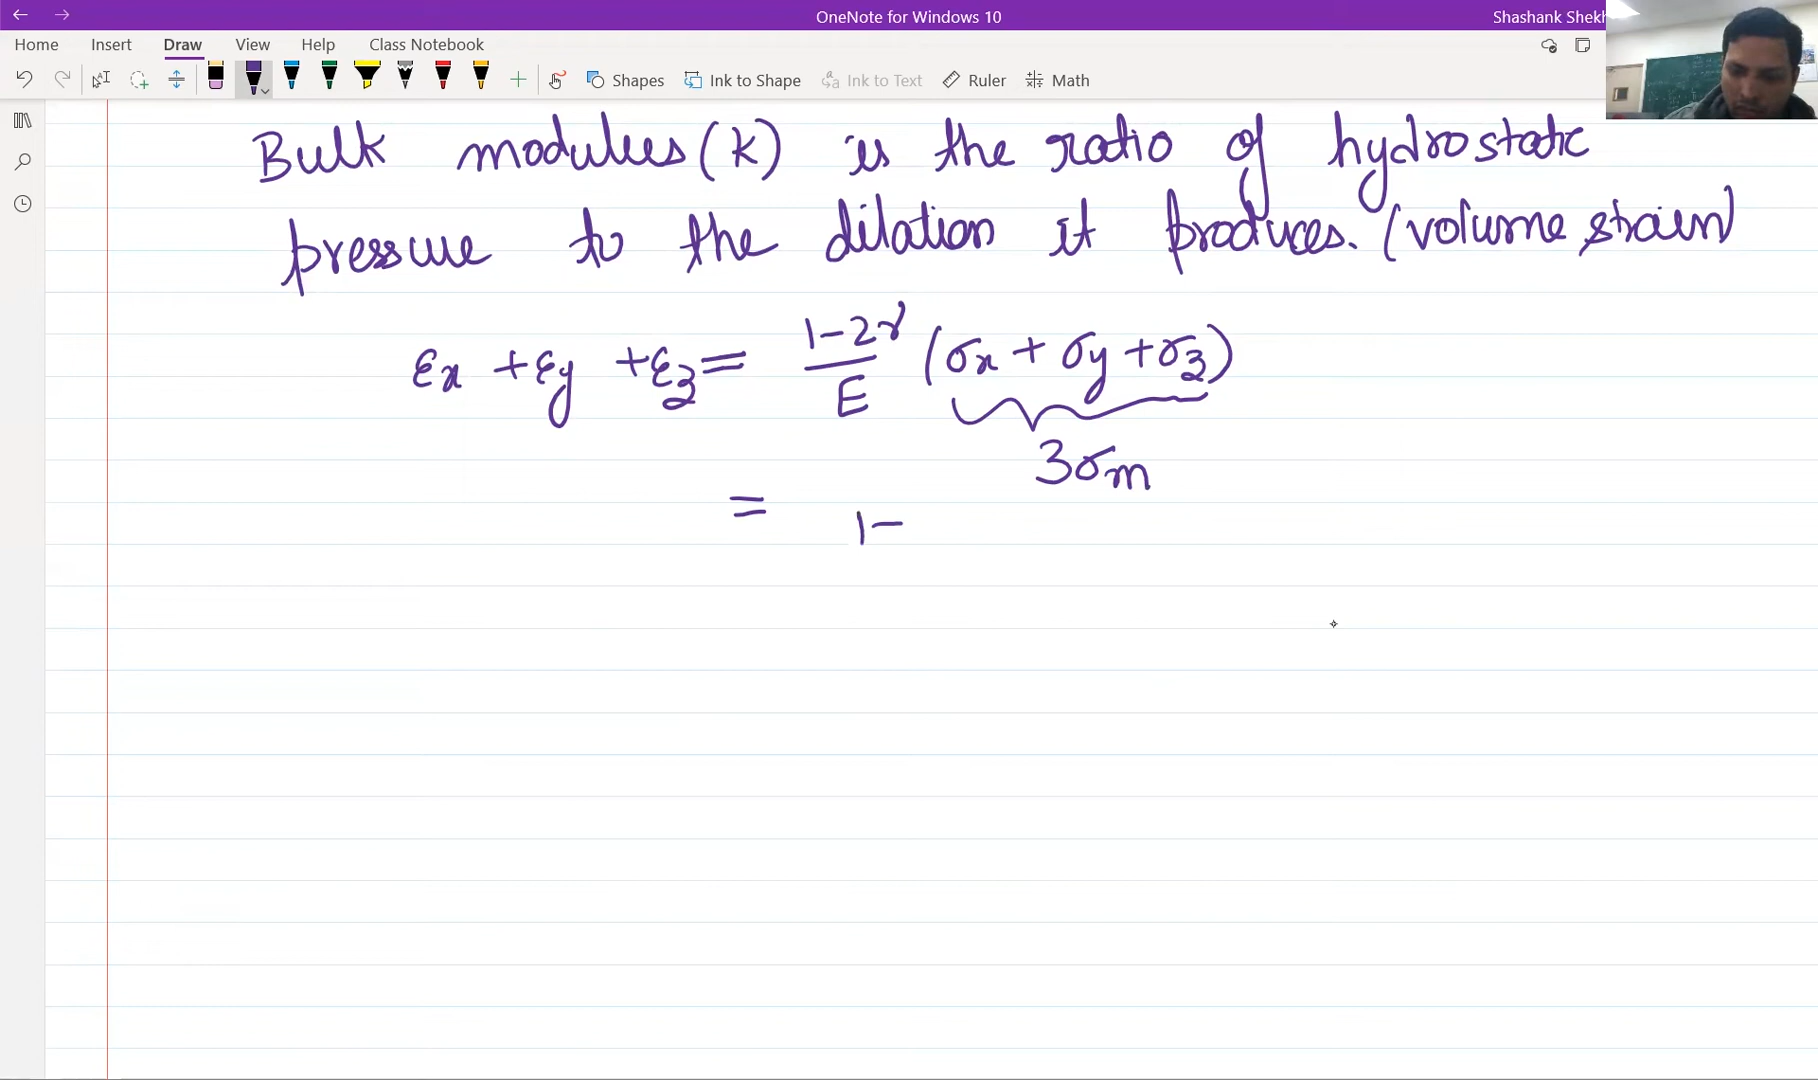 OneNote for Windows 10
Shashank Shekh
Home Insert Draw View Help Class Notebook
Shapes Ink to Shape Ink to Text Ruler Math
Bulk modulus (K) is the ratio of hydrostatic
pressure to the dilation it produces. (volume strain)
εx + εy + εz = (1-2ν)/E (σx + σy + σz)
3σm
= 1-